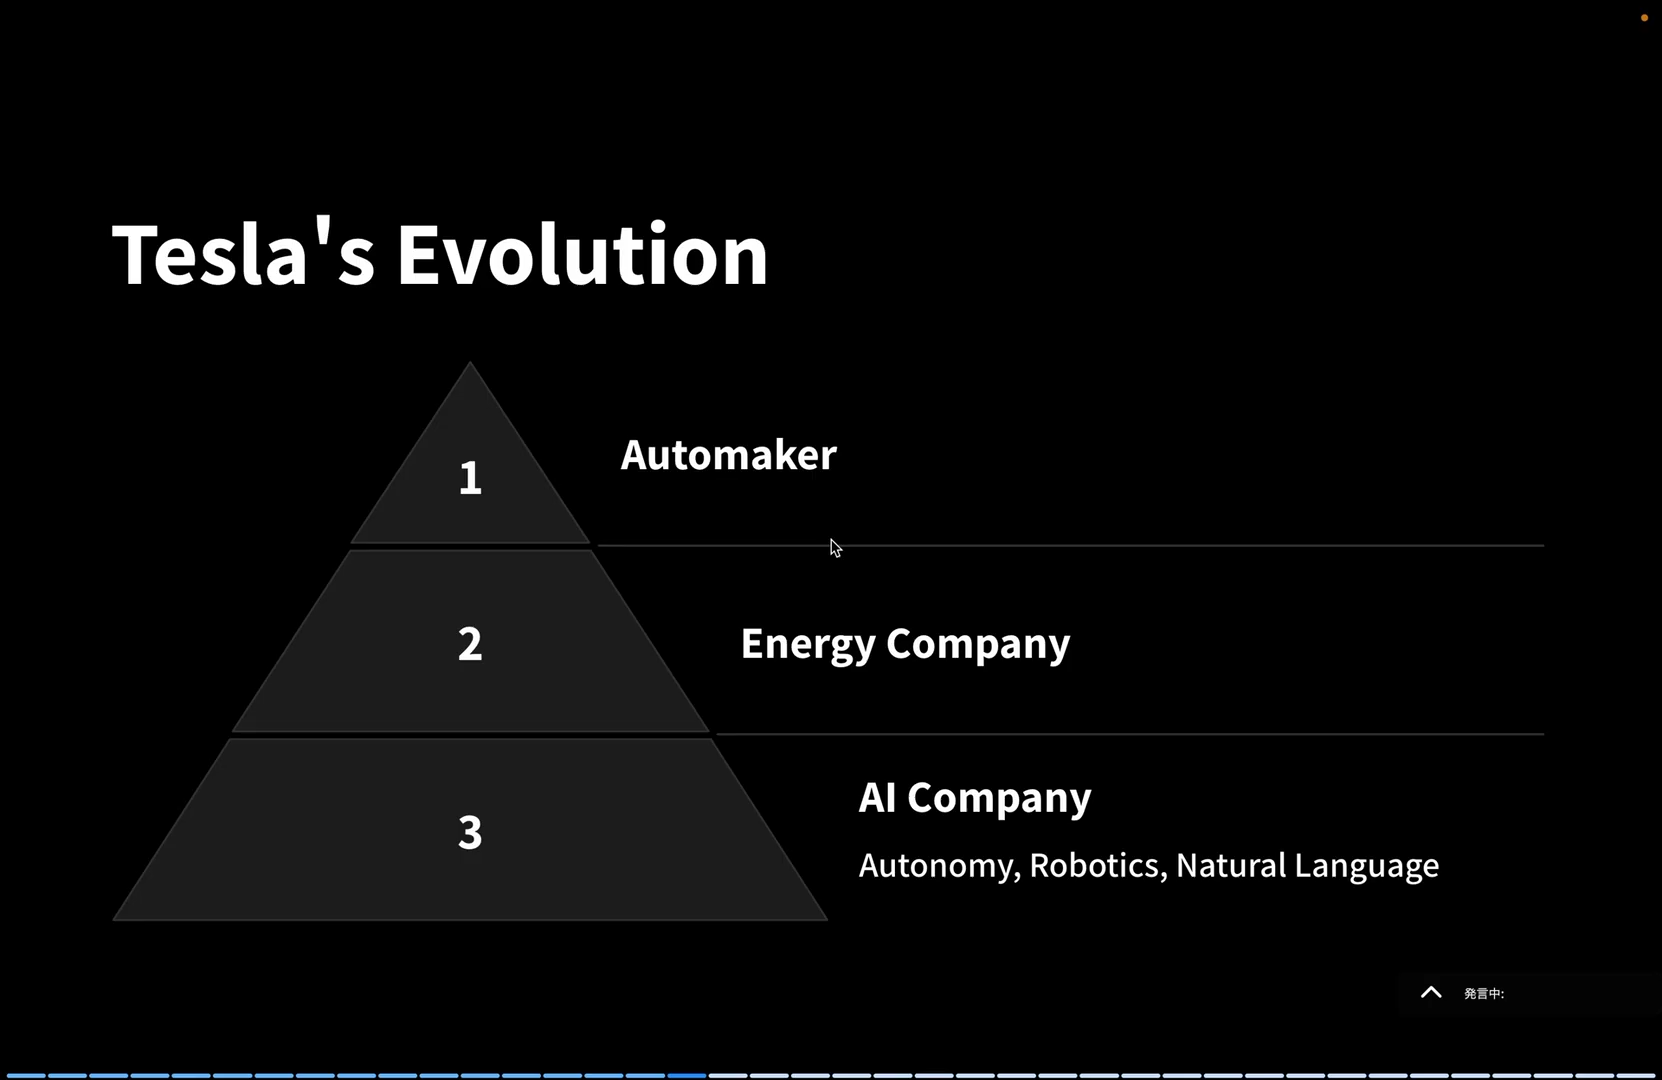 Tesla's Evolution
1
Automaker
2
Energy Company
3
AI Company
Autonomy, Robotics, Natural Language
発言中: